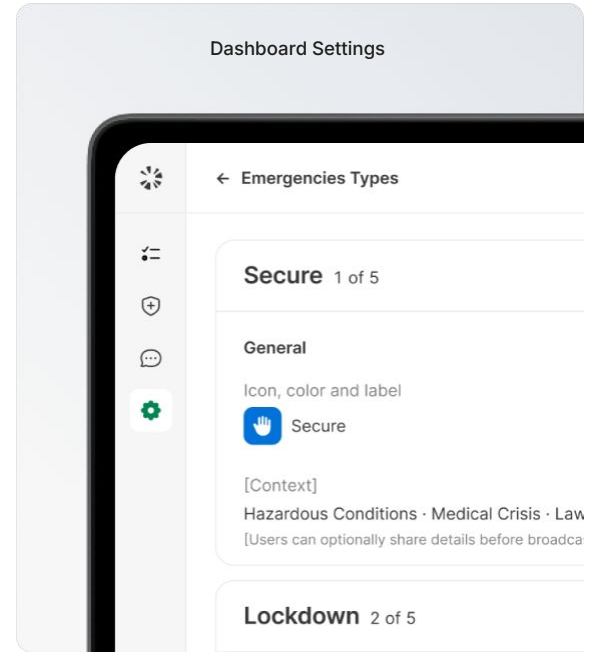 Dashboard Settings
← Emergencies Types
Secure 1 of 5
General
Icon, color and label
Secure
[Context]
Hazardous Conditions · Medical Crisis · Law
[Users can optionally share details before broadca
Lockdown 2 of 5